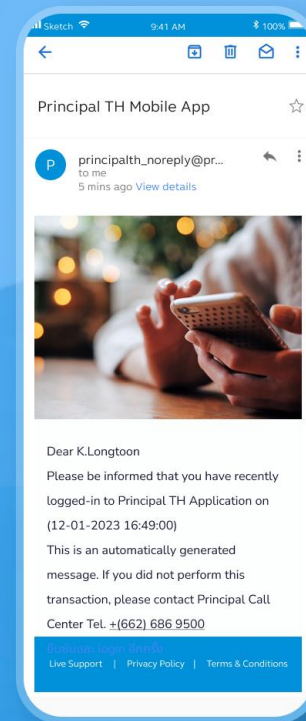 Sketch 9:41 AM 100%
Principal TH Mobile App
P principalth_noreply@pr...
to me
5 mins ago View details
Dear K.Longtoon
Please be informed that you have recently
logged-in to Principal TH Application on
(12-01-2023 16:49:00)
This is an automatically generated
message. If you did not perform this
transaction, please contact Principal Call
Center Tel. +(662) 686 9500
login
Live Support | Privacy Policy | Terms & Conditions